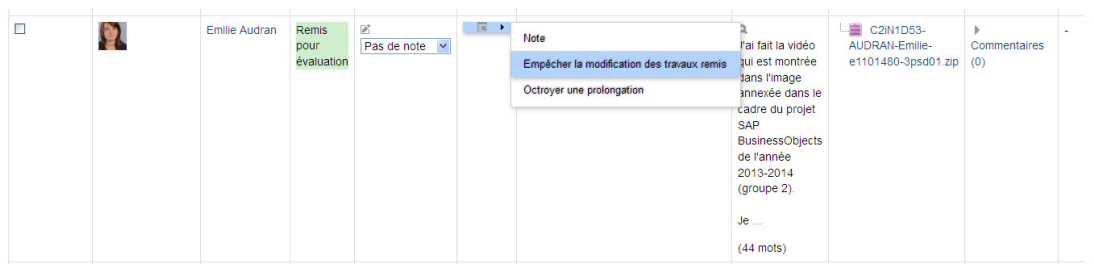 Emilie Audran
Remis
pour
évaluation
Pas de note
Note
Empêcher la modification des travaux remis
Octroyer une prolongation
J'ai fait la vidéo
qui est montrée
dans l'image
annexée dans le
cadre du projet
SAP
BusinessObjects
de l'année
2013-2014
(groupe 2).
Je ...
(44 mots)
C2IN1D53-
AUDRAN-Emilie-
e1101480-3psd01.zip
Commentaires
(0)
-